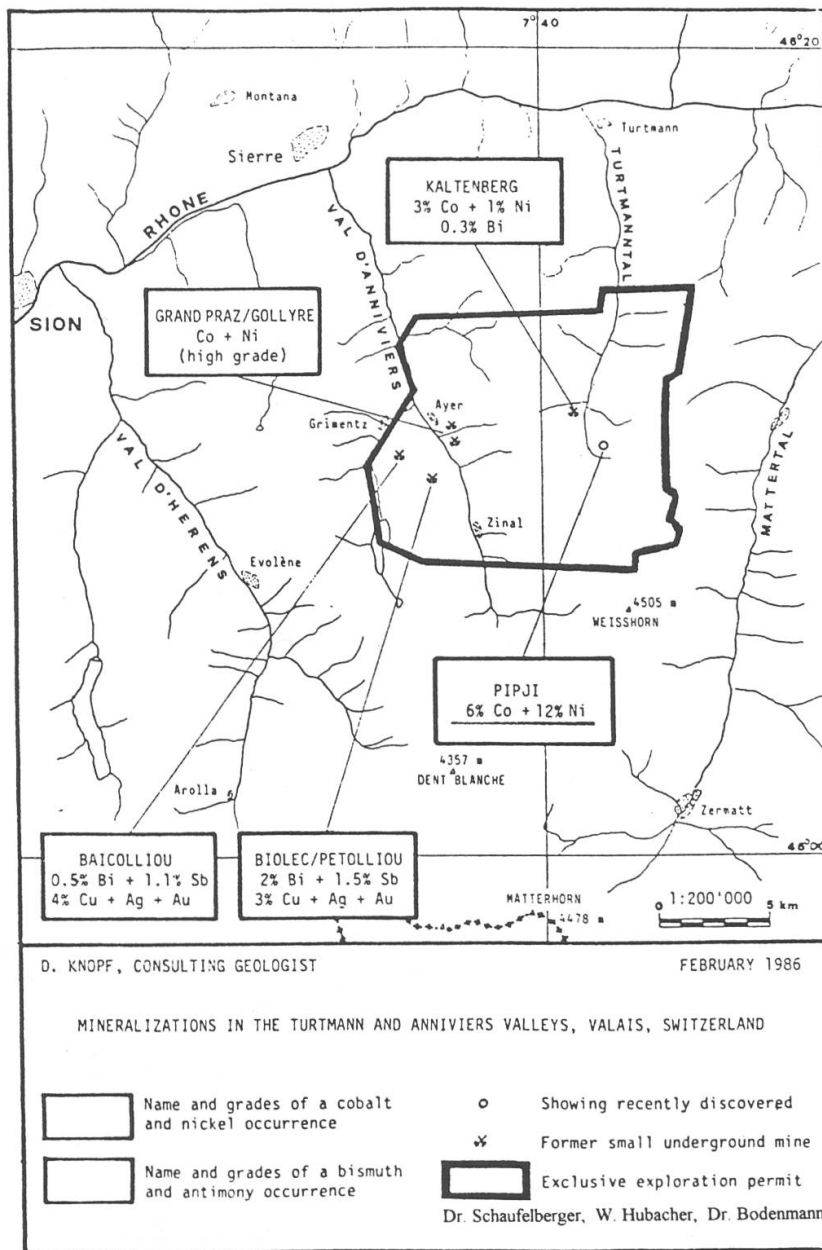 7°40
46°20
Montana
Turtmann
Sierre
RHONE
VAL D'ANNIVIERS
TURTMANNTAL
KALTENBERG
3% Co + 1% Ni
0.3% Bi
SION
GRAND PRAZ/GOLLYRE
Co + Ni
(high grade)
Ayer
Grimentz
VAL D'HERENS
MATTERTAL
Zinal
Evolène
4505 m
WEISSHORN
PIPJI
6% Co + 12% Ni
4357 m
DENT BLANCHE
Arolla
Zermatt
46°00
BAICOLLIOU
0.5% Bi + 1.1% Sb
4% Cu + Ag + Au
BIOLEC/PETOLLIOU
2% Bi + 1.5% Sb
3% Cu + Ag + Au
MATTERHORN
4478 m
1:200'000
0 5 km
D. KNOPF, CONSULTING GEOLOGIST
FEBRUARY 1986
MINERALIZATIONS IN THE TURTMANN AND ANNIVIERS VALLEYS, VALAIS, SWITZERLAND
Name and grades of a cobalt
and nickel occurrence
Name and grades of a bismuth
and antimony occurrence
Showing recently discovered
Former small underground mine
Exclusive exploration permit
Dr. Schaufelberger, W. Hubacher, Dr. Bodenmann